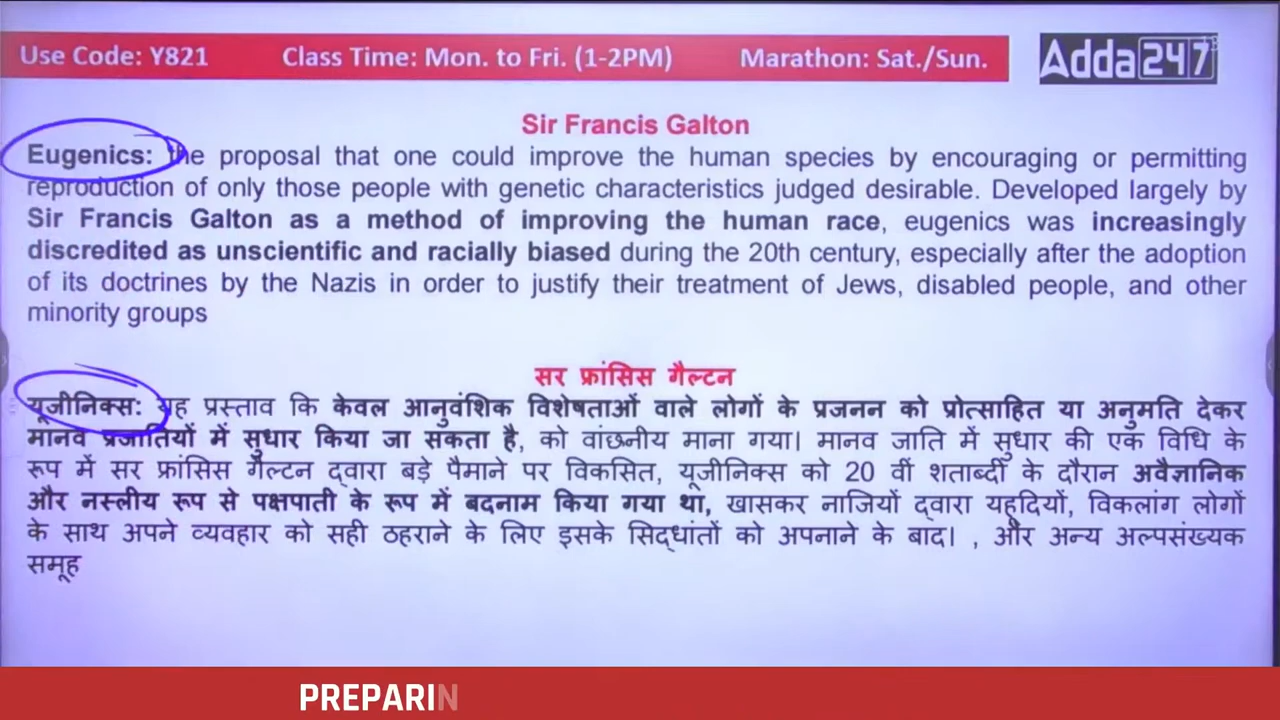 Use Code: Y821 Class Time: Mon. to Fri. (1-2PM) Marathon: Sat./Sun. Adda247
Sir Francis Galton
Eugenics: the proposal that one could improve the human species by encouraging or permitting
reproduction of only those people with genetic characteristics judged desirable. Developed largely by
Sir Francis Galton as a method of improving the human race, eugenics was increasingly
discredited as unscientific and racially biased during the 20th century, especially after the adoption
of its doctrines by the Nazis in order to justify their treatment of Jews, disabled people, and other
minority groups
सर फ्रांसिस गैल्टन
यूजीनिक्स: यह प्रस्ताव कि केवल आनुवंशिक विशेषताओं वाले लोगों के प्रजनन को प्रोत्साहित या अनुमति देकर
मानव प्रजातियों में सुधार किया जा सकता है, को वांछनीय माना गया। मानव जाति में सुधार की एक विधि के
रूप में सर फ्रांसिस गैल्टन द्वारा बड़े पैमाने पर विकसित, यूजीनिक्स को 20 वीं शताब्दी के दौरान अवैज्ञानिक
और नस्लीय रूप से पक्षपाती के रूप में बदनाम किया गया था, खासकर नाजियों द्वारा यहूदियों, विकलांग लोगों
के साथ अपने व्यवहार को सही ठहराने के लिए इसके सिद्धांतों को अपनाने के बाद। , और अन्य अल्पसंख्यक
समूह
PREPARIN